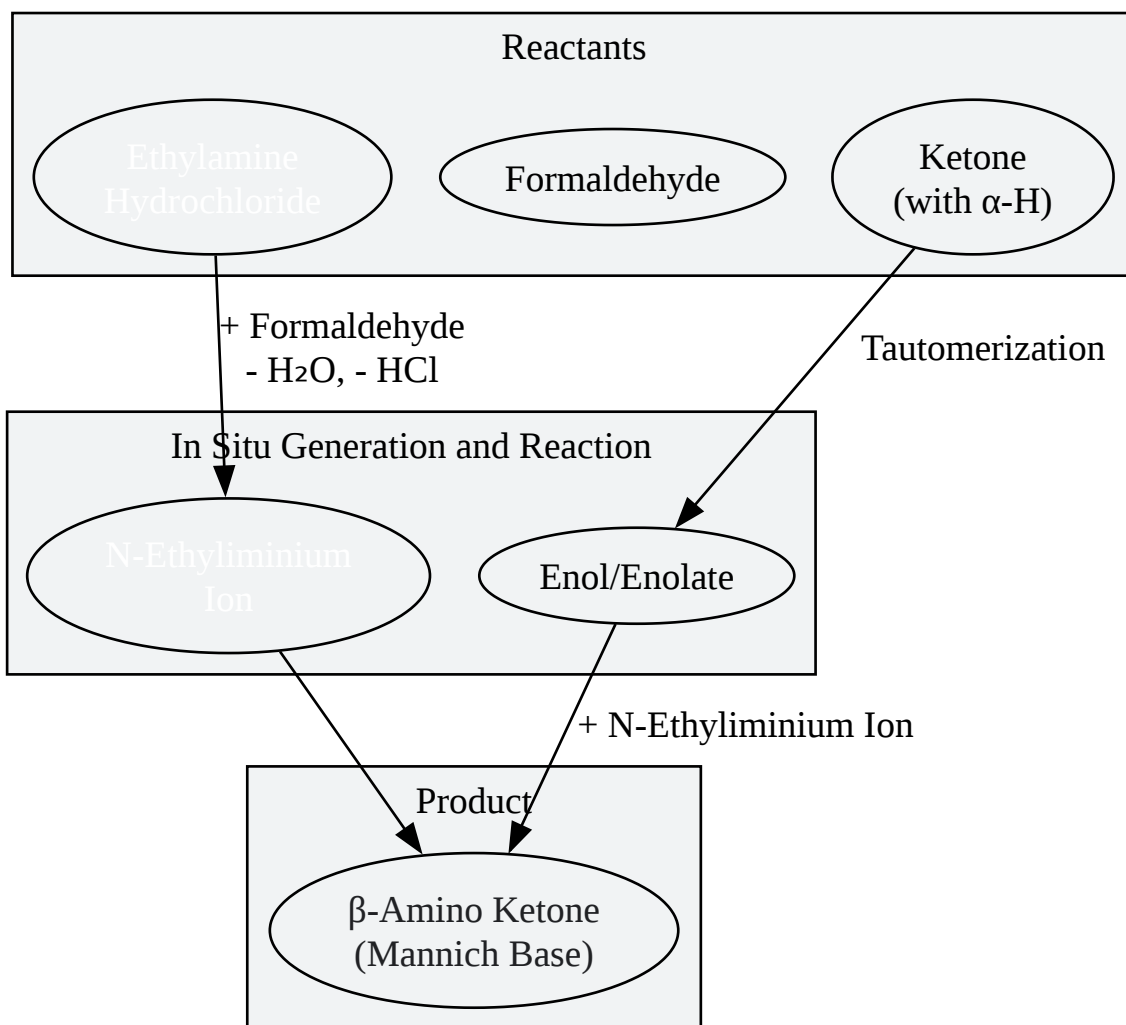 Reactants
Ethylamine
Hydrochloride
Formaldehyde
Ketone
(with α-H)
+ Formaldehyde
- H₂O, - HCl
Tautomerization
In Situ Generation and Reaction
N-Ethyliminium
Ion
Enol/Enolate
+ N-Ethyliminium Ion
Product
β-Amino Ketone
(Mannich Base)